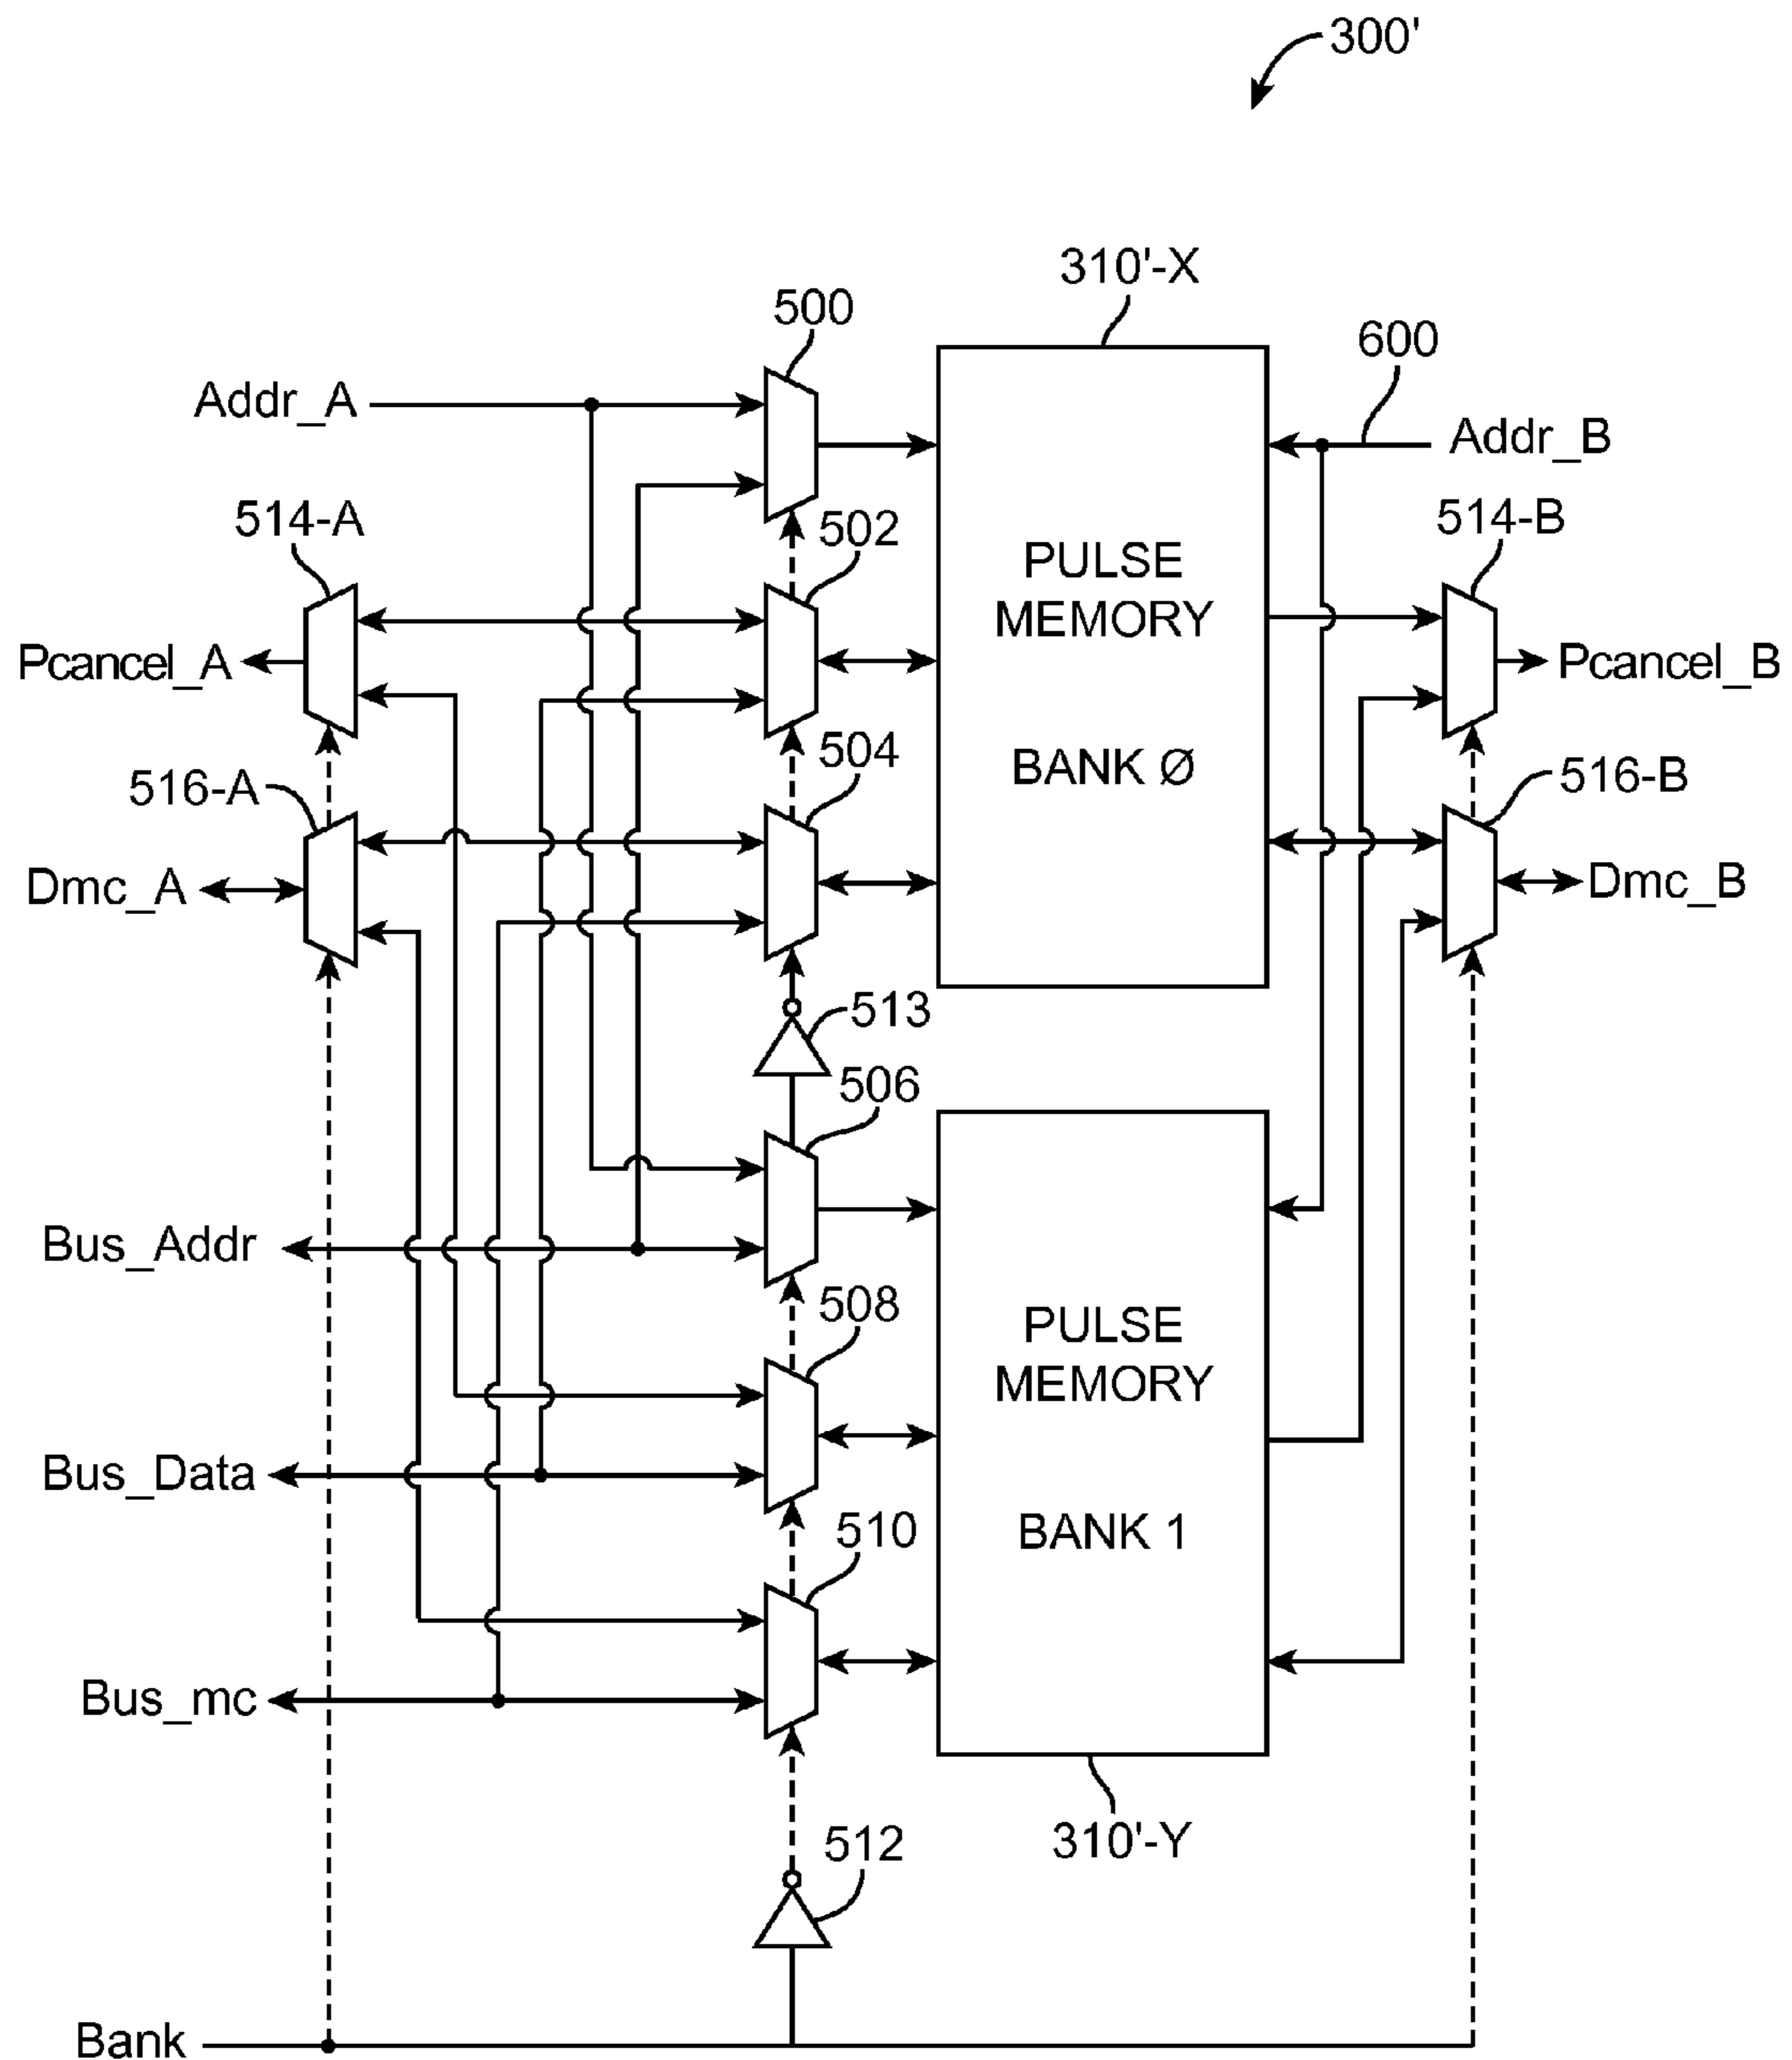 300'
310'-X
500
600
Addr_A
Addr_B
514-A
502
514-B
PULSE
MEMORY
BANK Ø
Pcancel_A
Pcancel_B
504
516-A
516-B
Dmc_A
Dmc_B
513
506
Bus_Addr
508
PULSE
MEMORY
BANK 1
Bus_Data
510
Bus_mc
310'-Y
512
Bank